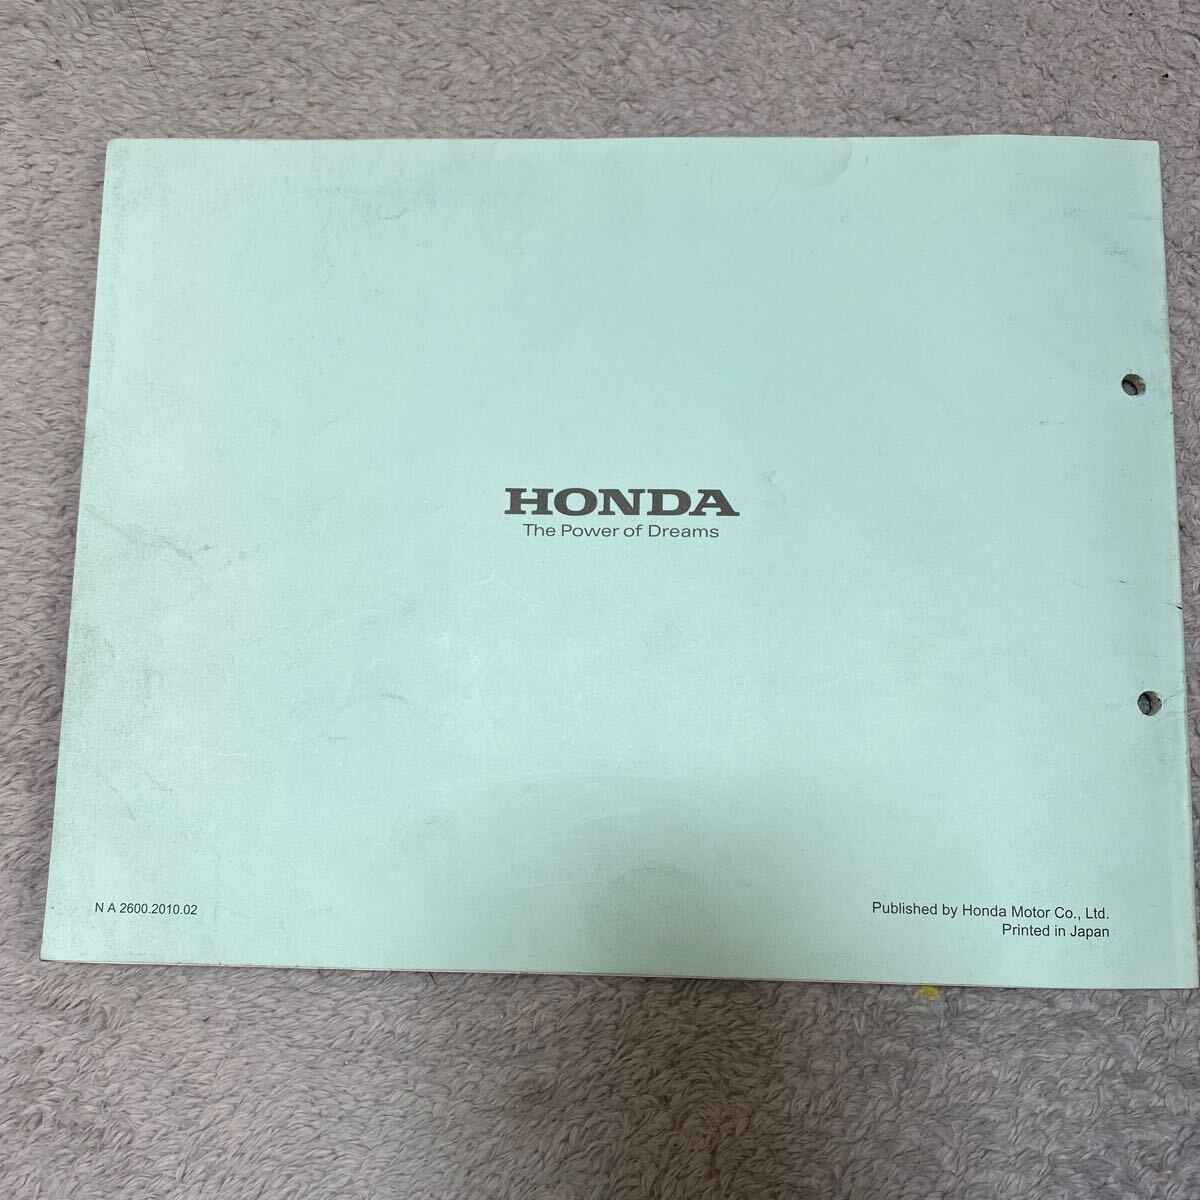 HONDA
The Power of Dreams
N A 2600.2010.02
Published by Honda Motor Co., Ltd.
Printed in Japan